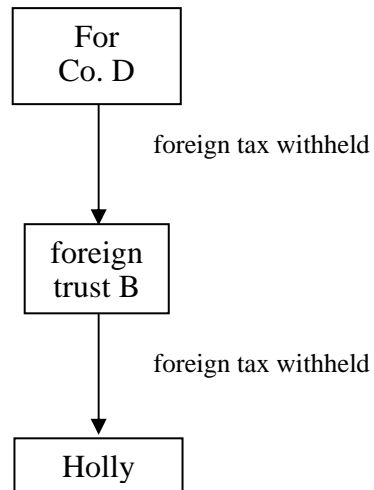 For
Co. D
foreign tax withheld
foreign
trust B
foreign tax withheld
Holly